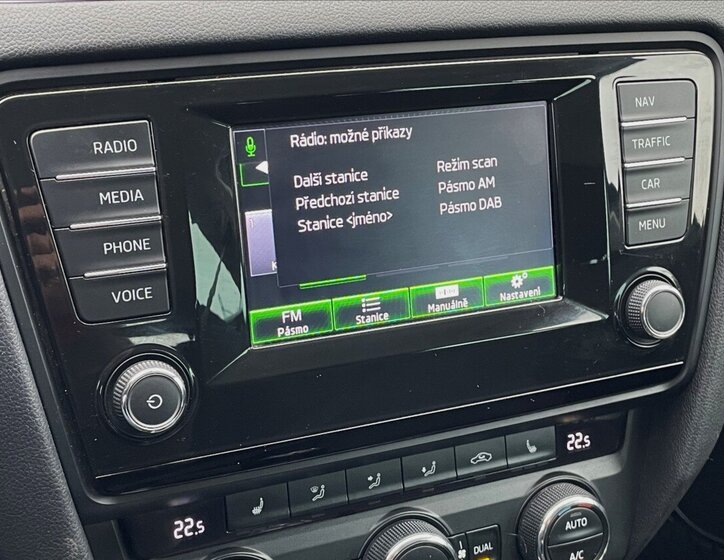 RADIO
MEDIA
PHONE
VOICE
Rádio: možné příkazy
Další stanice
Předchozí stanice
Stanice <jméno>
Režim scan
Pásmo AM
Pásmo DAB
FM
Pásmo
Stanice
Manuálně
Nastavení
NAV
TRAFFIC
CAR
MENU
22.5
22.5
DUAL
AUTO
A/C